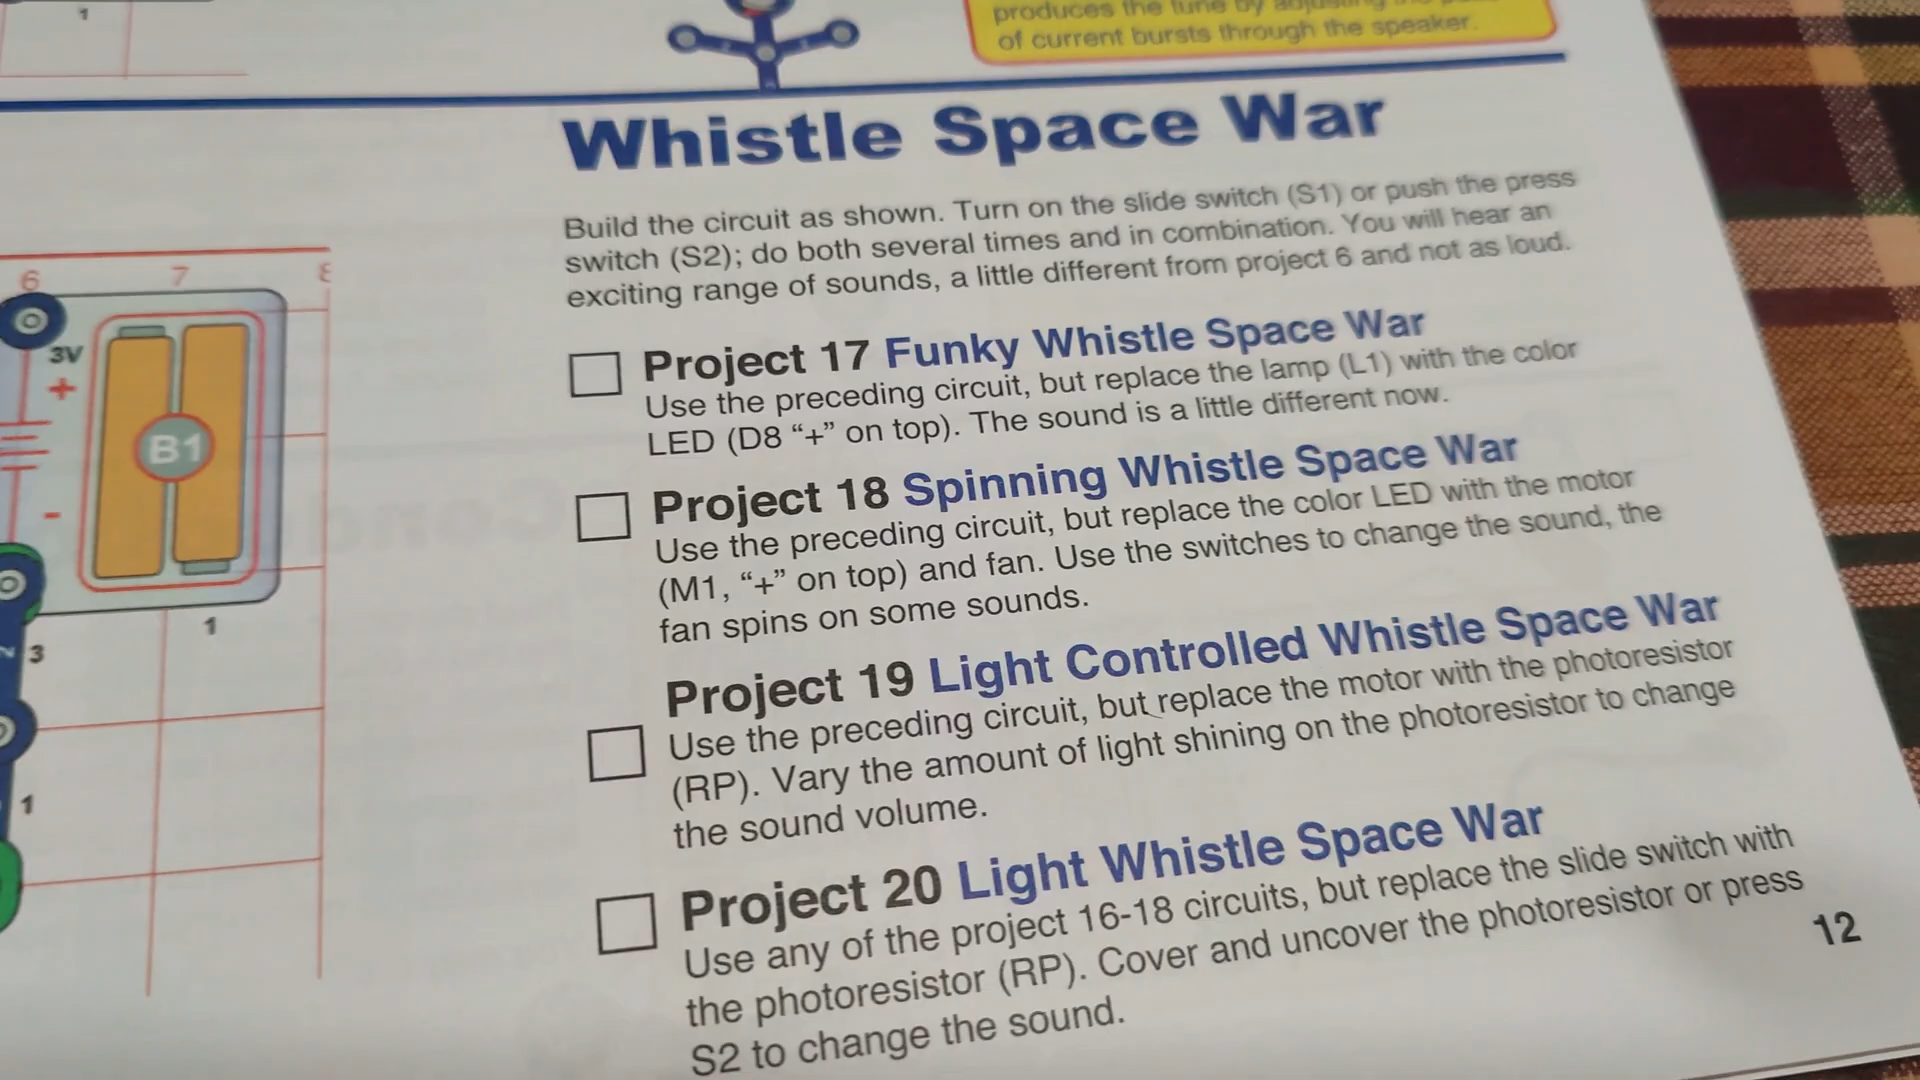 1
produces the tune by
of current bursts through the speaker.
Whistle Space War
Build the circuit as shown. Turn on the slide switch (S1) or push the press
switch (S2); do both several times and in combination. You will hear an
exciting range of sounds, a little different from project 6 and not as loud.
Project 17 Funky Whistle Space War
Use the preceding circuit, but replace the lamp (L1) with the color
LED (D8 “+” on top). The sound is a little different now.
Project 18 Spinning Whistle Space War
Use the preceding circuit, but replace the color LED with the motor
(M1, “+” on top) and fan. Use the switches to change the sound, the
fan spins on some sounds.
Project 19 Light Controlled Whistle Space War
Use the preceding circuit, but replace the motor with the photoresistor
(RP). Vary the amount of light shining on the photoresistor to change
the sound volume.
Project 20 Light Whistle Space War
Use any of the project 16-18 circuits, but replace the slide switch with
the photoresistor (RP). Cover and uncover the photoresistor or press
S2 to change the sound.
12
6 7 8
3V
+
B1
-
1
3
1